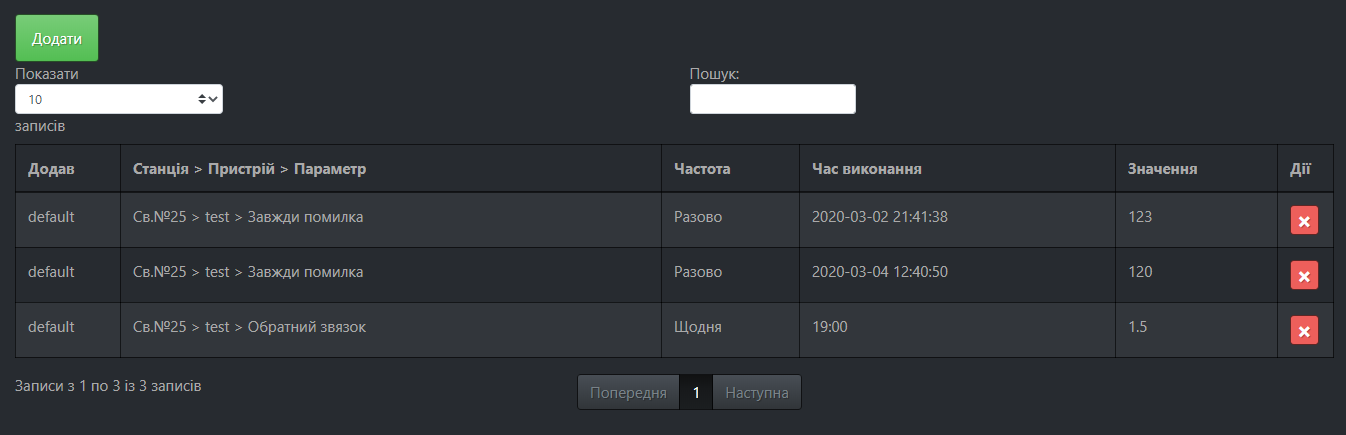 Додати
Показати
10
записів
Пошук:
Додав Станція > Пристрій > Параметр Частота Час виконання Значення Дії
default Св.№25 > test > Завжди помилка Разово 2020-03-02 21:41:38 123
default Св.№25 > test > Завжди помилка Разово 2020-03-04 12:40:50 120
default Св.№25 > test > Обратний звязок Щодня 19:00 1.5
Записи з 1 по 3 із 3 записів
Попередня 1 Наступна